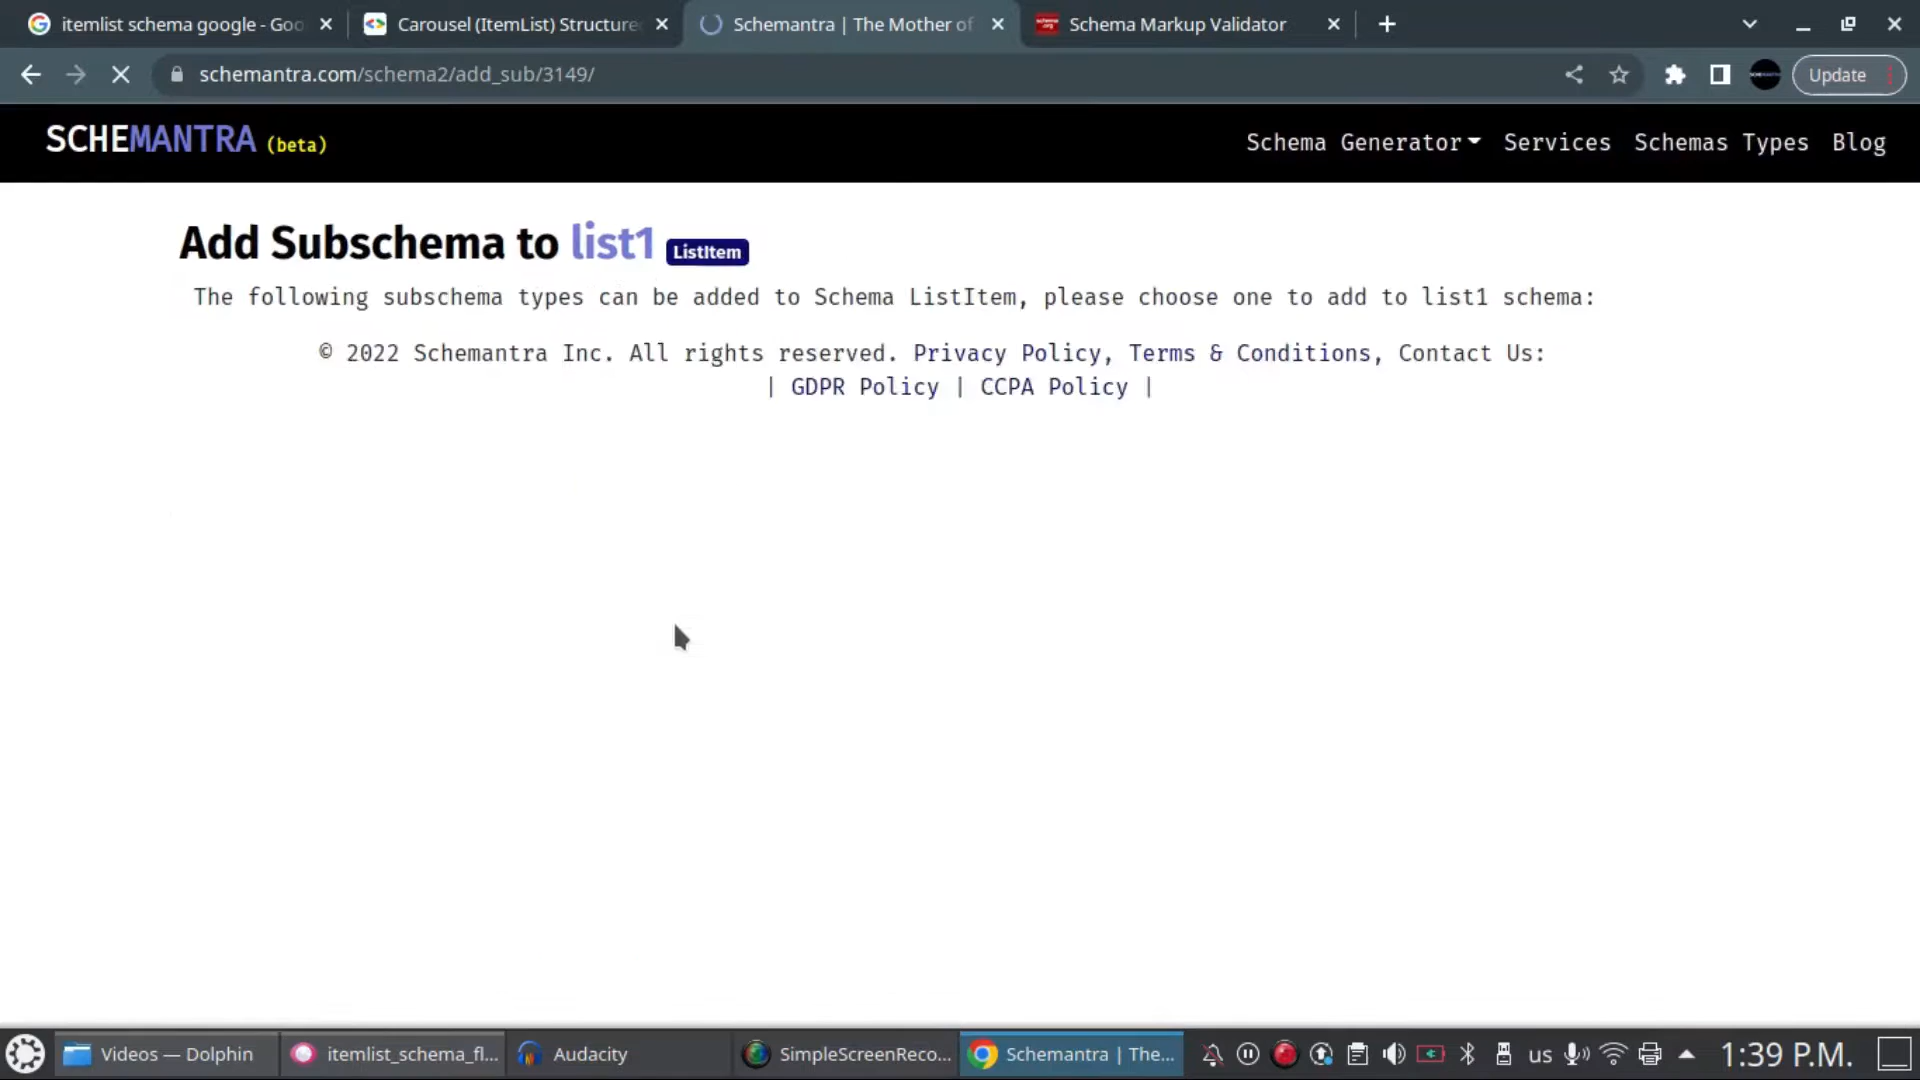 itemlist schema google - Goo
Carousel (ItemList) Structure
Schemantra | The Mother of
Schema Markup Validator
schemantra.com/schema2/add_sub/3149/
Update
SCHEMANTRA (beta)
Schema Generator
Services
Schemas Types
Blog
Add Subschema to list1 ListItem
The following subschema types can be added to Schema ListItem, please choose one to add to list1 schema:
© 2022 Schemantra Inc. All rights reserved. Privacy Policy, Terms & Conditions, Contact Us:
| GDPR Policy | CCPA Policy |
Videos — Dolphin
itemlist_schema_fl...
Audacity
SimpleScreenReco...
Schemantra | The...
us
1:39 P.M.